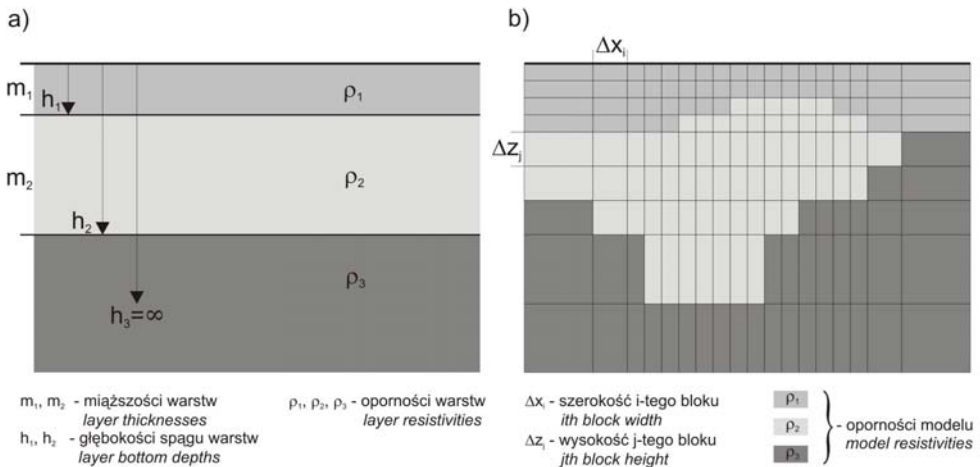 a)
m₁
h₁
ρ₁
m₂
h₂
ρ₂
ρ₃
h₃=∞
m₁, m₂ - miąższości warstw
layer thicknesses
h₁, h₂ - głębokości spągu warstw
layer bottom depths
ρ₁, ρ₂, ρ₃ - oporności warstw
layer resistivities
b)
Δxᵢ
Δzⱼ
Δxᵢ - szerokość i-tego bloku
ith block width
Δzⱼ - wysokość j-tego bloku
jth block height
ρ₁
ρ₂
ρ₃
- oporności modelu
model resistivities